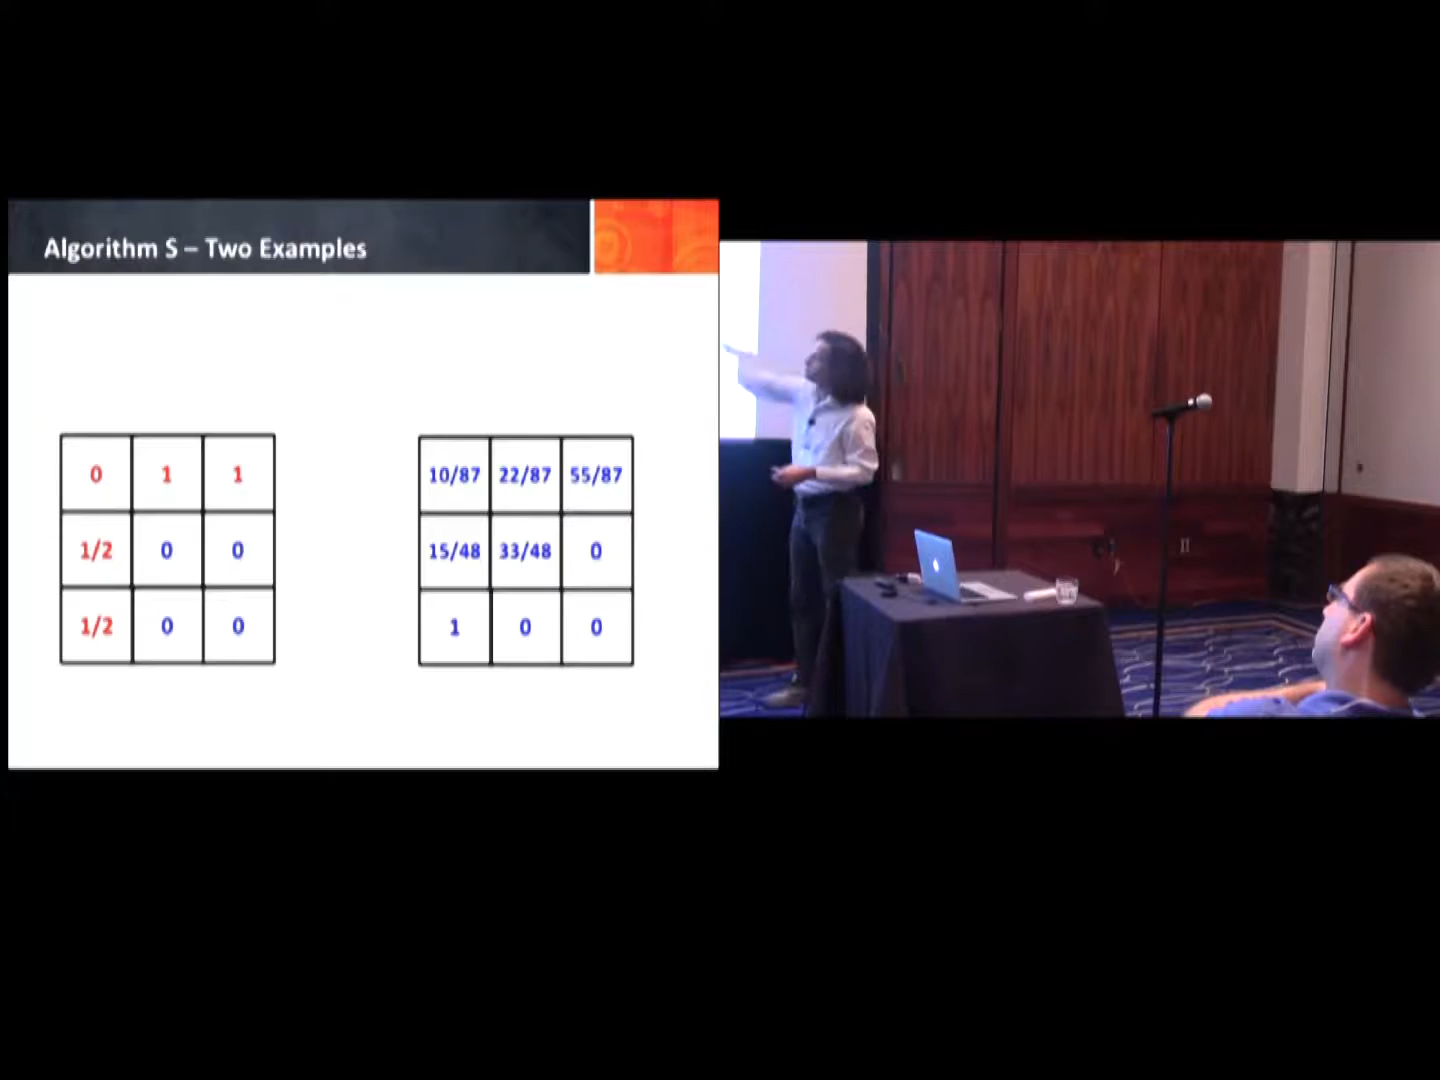 Algorithm S – Two Examples
0 1 1
1/2 0 0
1/2 0 0
10/87 22/87 55/87
15/48 33/48 0
1 0 0